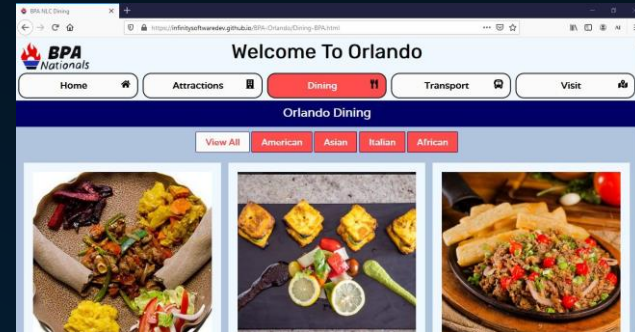 BPA NLC Dining
https://infinitysoftwaredev.github.io/BPA-Orlando/Dining-BPA.html
BPA
Nationals
Welcome To Orlando
Home
Attractions
Dining
Transport
Visit
Orlando Dining
View All
American
Asian
Italian
African